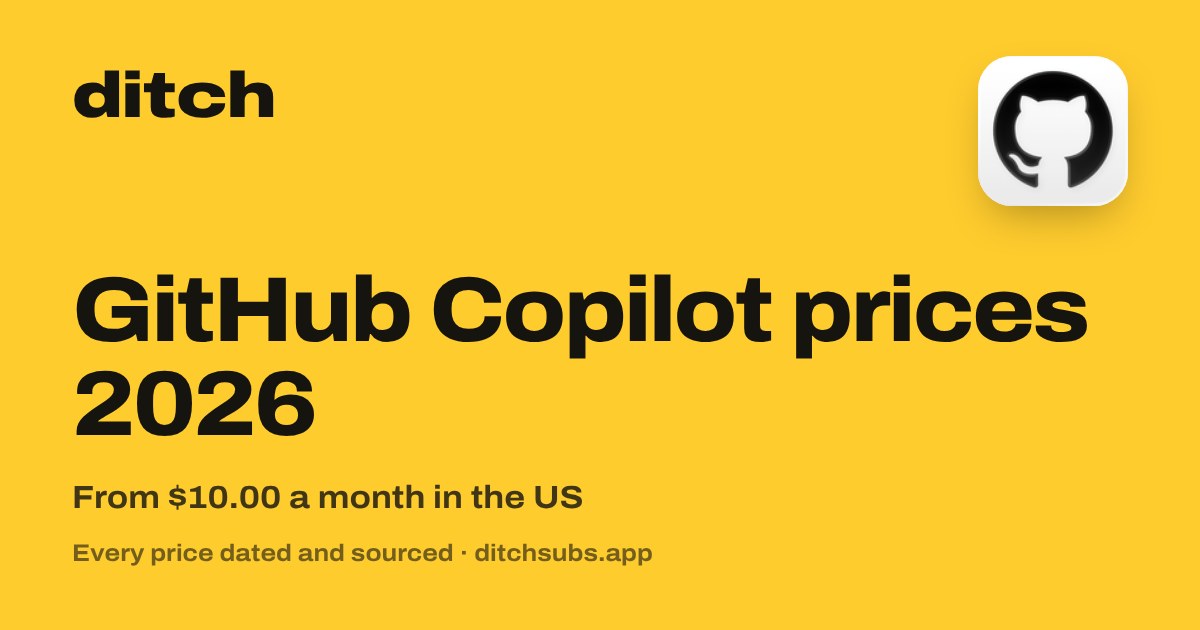 ditch
GitHub Copilot prices
2026
From $10.00 a month in the US
Every price dated and sourced · ditchsubs.app